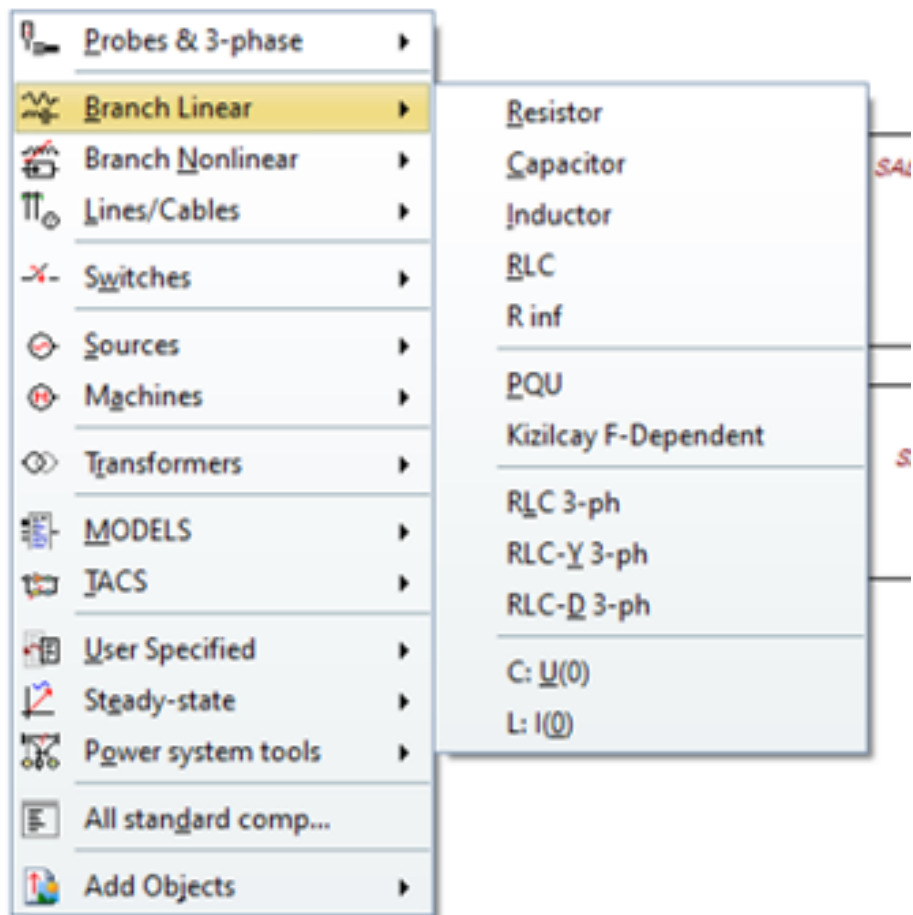 Probes & 3-phase
Branch Linear
Branch Nonlinear
Lines/Cables
Switches
Sources
Machines
Transformers
MODELS
TACS
User Specified
Steady-state
Power system tools
All standard comp...
Add Objects
Resistor
Capacitor
Inductor
RLC
R inf
PQU
Kizilcay F-Dependent
RLC 3-ph
RLC-Y 3-ph
RLC-D 3-ph
C: U(0)
L: I(0)